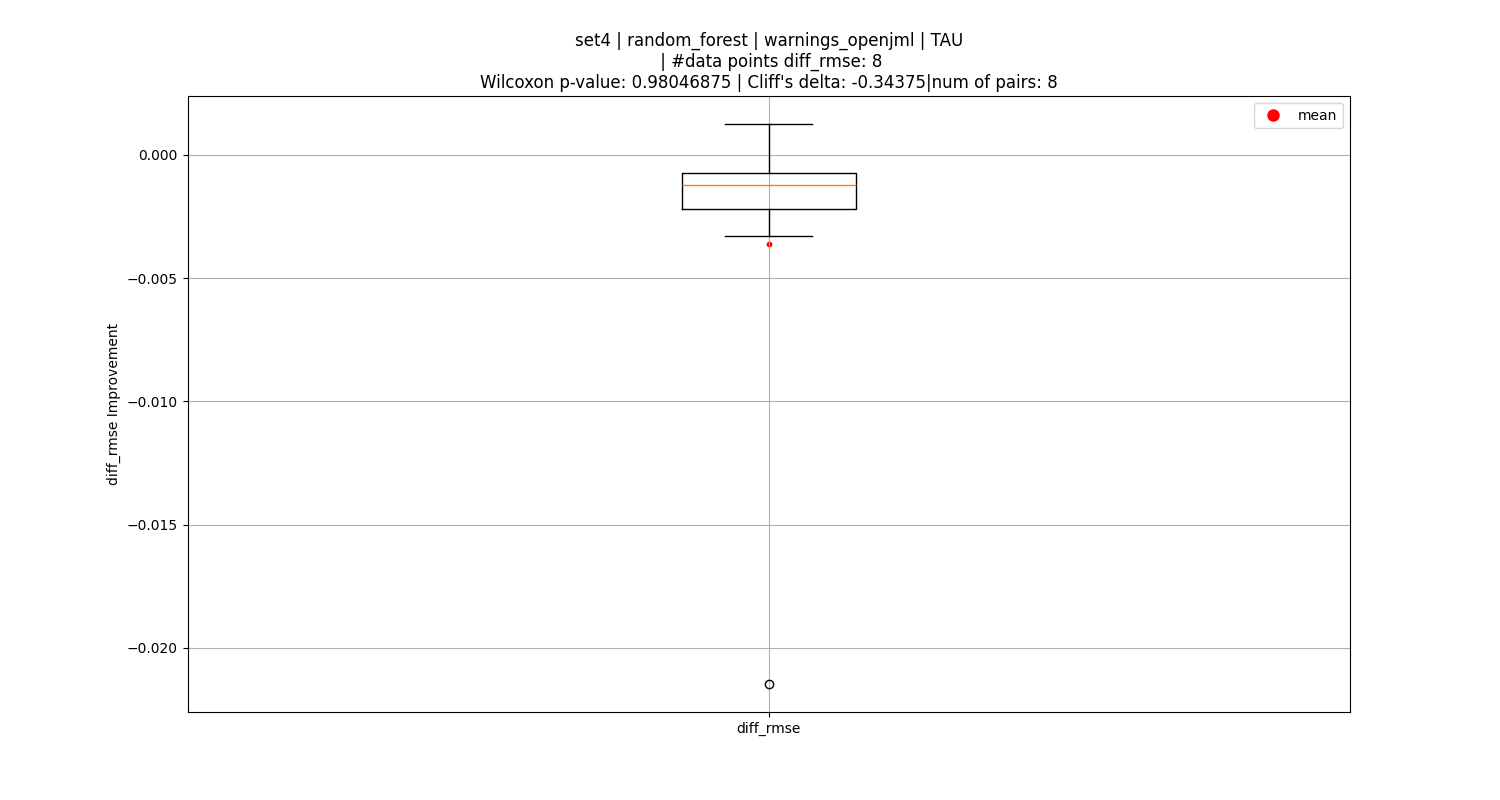 set4 | random_forest | warnings_openjml | TAU
| #data points diff_rmse: 8
Wilcoxon p-value: 0.98046875 | Cliff's delta: -0.34375|num of pairs: 8
mean
0.000
−0.005
−0.010
−0.015
−0.020
diff_rmse Improvement
diff_rmse